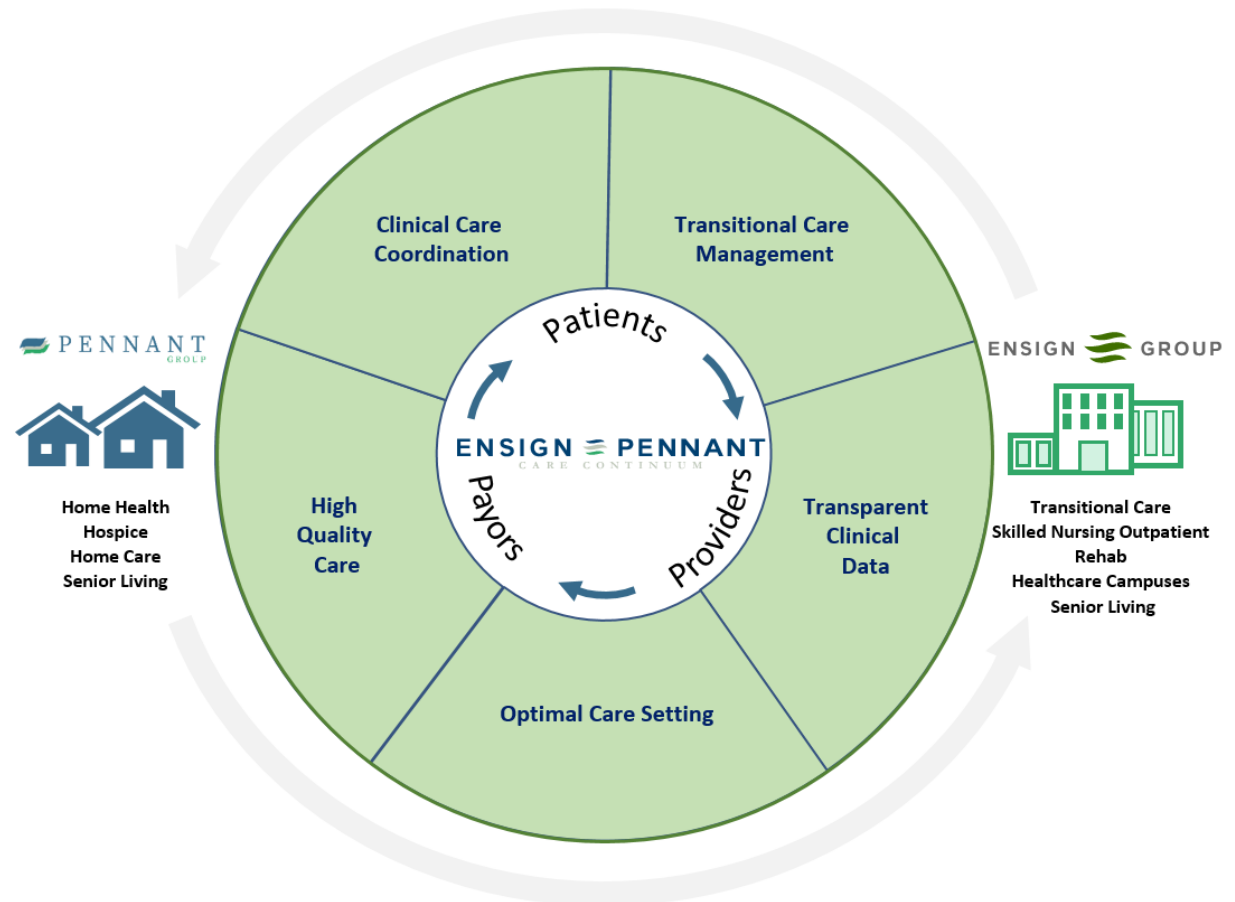 Clinical Care
Coordination
Transitional Care
Management
Patients
PENNANT
GROUP
ENSIGN GROUP
ENSIGN PENNANT
CARE CONTINUUM
Payors
Providers
High
Quality
Care
Transparent
Clinical
Data
Home Health
Hospice
Home Care
Senior Living
Transitional Care
Skilled Nursing Outpatient
Rehab
Healthcare Campuses
Senior Living
Optimal Care Setting